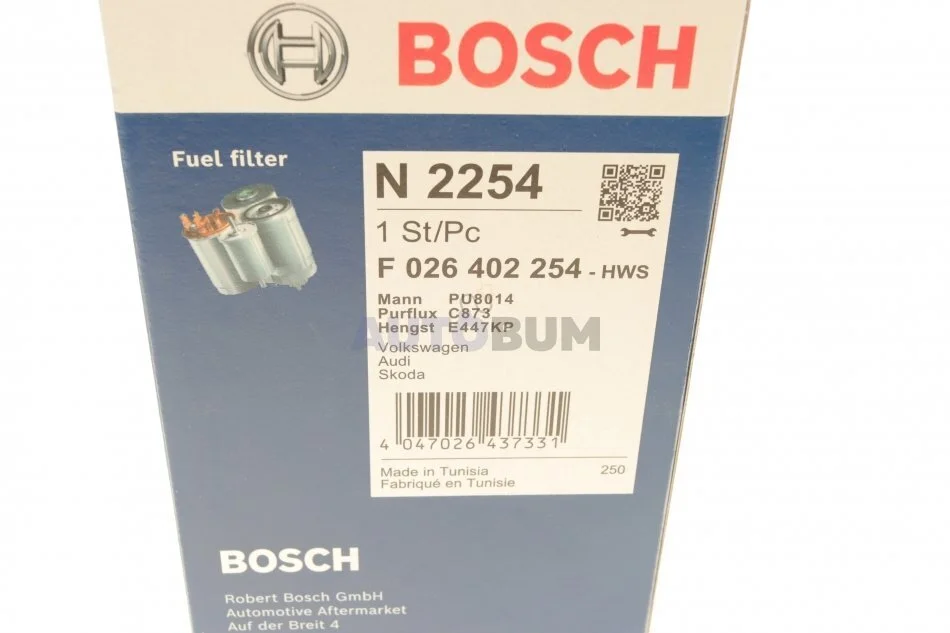 BOSCH
Fuel filter
N 2254
1 St/Pc
F 026 402 254 - HWS
Mann PU8014
Purflux C873
Hengst E447KP
AUTOBUM
Volkswagen
Audi
Skoda
4 047026 437331
Made in Tunisia 250
Fabriqué en Tunisie
BOSCH
Robert Bosch GmbH
Automotive Aftermarket
Auf der Breit 4